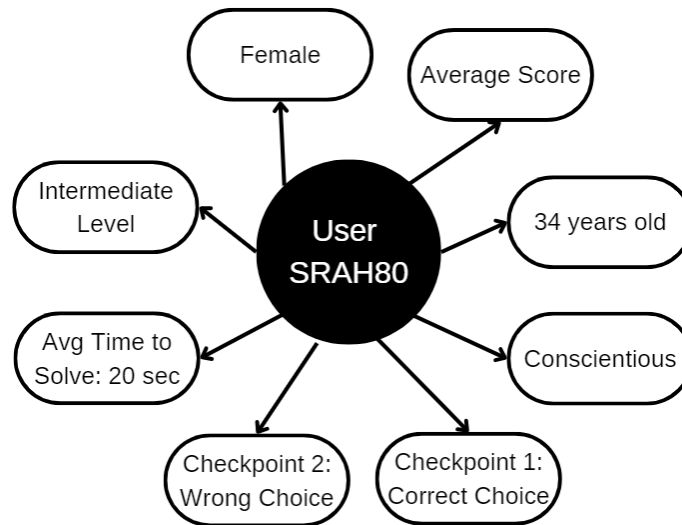 Female
Average Score
Intermediate
Level
34 years old
User
SRAH80
Avg Time to
Solve: 20 sec
Conscientious
Checkpoint 2:
Wrong Choice
Checkpoint 1:
Correct Choice